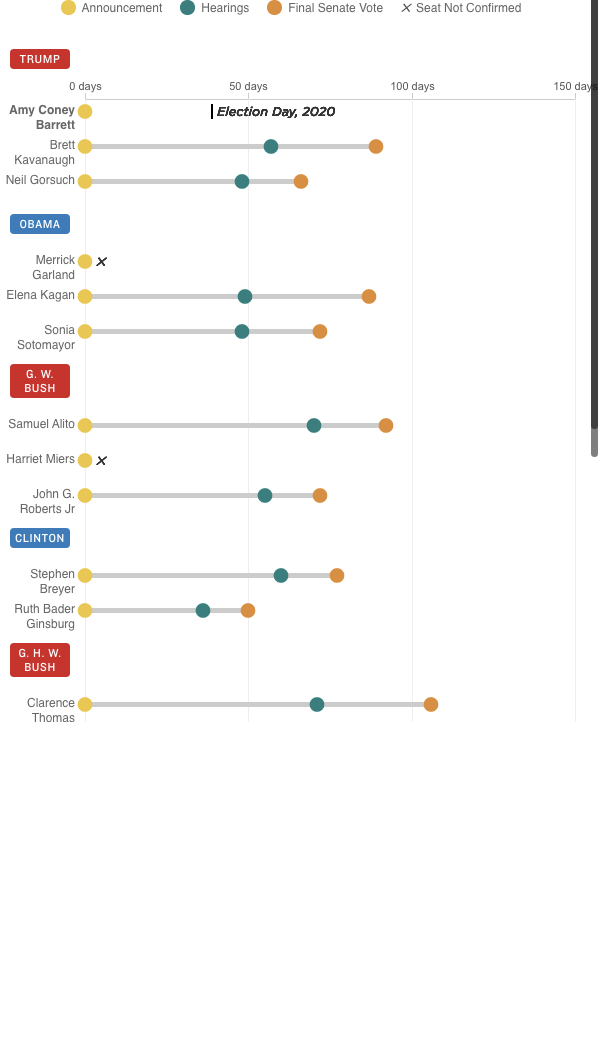 Announcement Hearings Final Senate Vote Seat Not Confirmed
TRUMP
0 days 50 days 100 days 150 days
Amy Coney
Barrett
Election Day, 2020
Brett
Kavanaugh
Neil Gorsuch
OBAMA
Merrick
Garland
Elena Kagan
Sonia
Sotomayor
G. W.
BUSH
Samuel Alito
Harriet Miers
John G.
Roberts Jr
CLINTON
Stephen
Breyer
Ruth Bader
Ginsburg
G. H. W.
BUSH
Clarence
Thomas